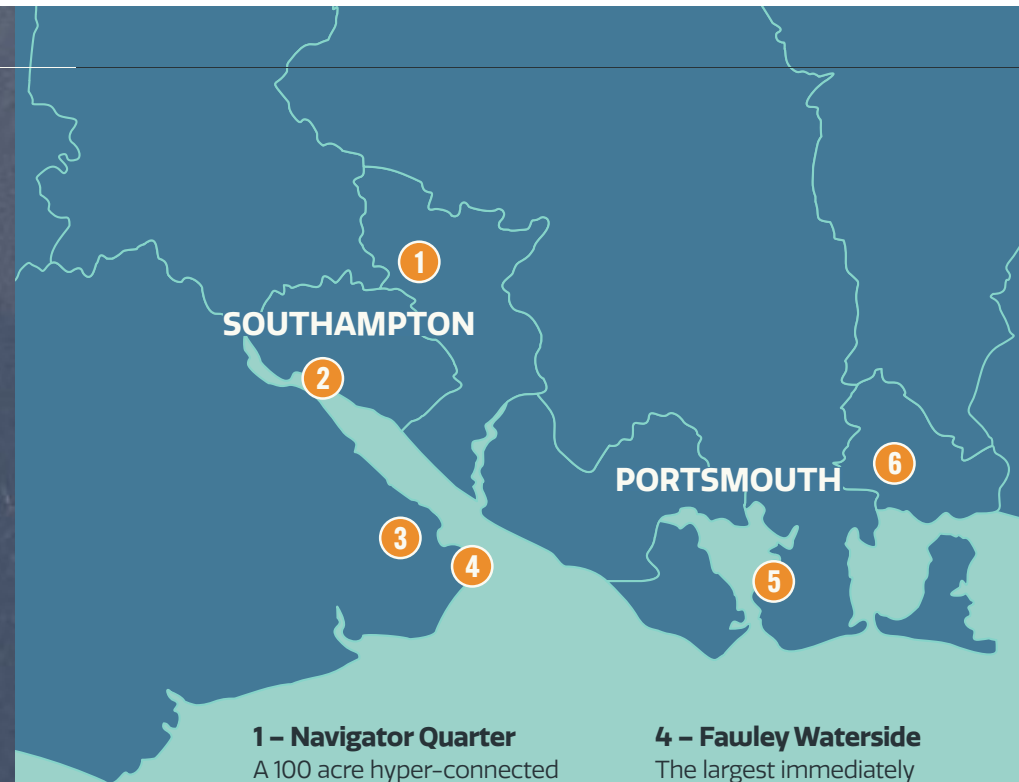 1
SOUTHAMPTON
2
PORTSMOUTH
6
3
4
5
1 – Navigator Quarter
A 100 acre hyper-connected
4 – Fawley Waterside
The largest immediately